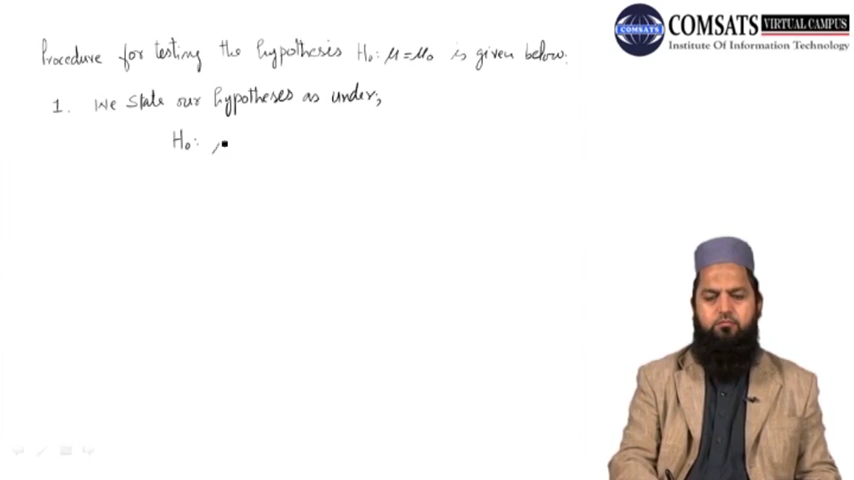 COMSATS VIRTUAL CAMPUS
Institute Of Information Technology
COMSATS
Procedure for testing the hypothesis H₀: μ = μ₀ is given below.
1. We state our hypotheses as under;
H₀: